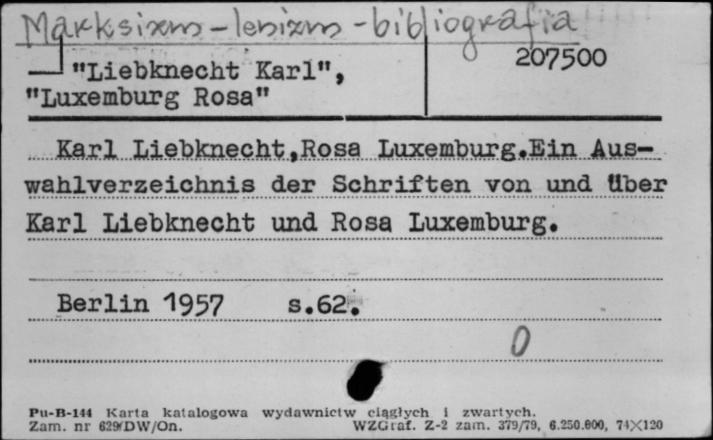 Marksizm-lenizm-bibliografia
"Liebknecht Karl",
207500
"Luxemburg Rosa"
Karl Liebknecht,Rosa Luxemburg.Ein Aus-
wahlverzeichnis der Schriften von und über
Karl Liebknecht und Rosa Luxemburg.
Berlin 1957 s.62.
0
Pu-B-144 Karta katalogowa wydawnictw ciągłych i zwartych.
Zam. nr 629/DW/On. WZGraf. Z-2 zam. 379/79, 6.250.000, 74X120